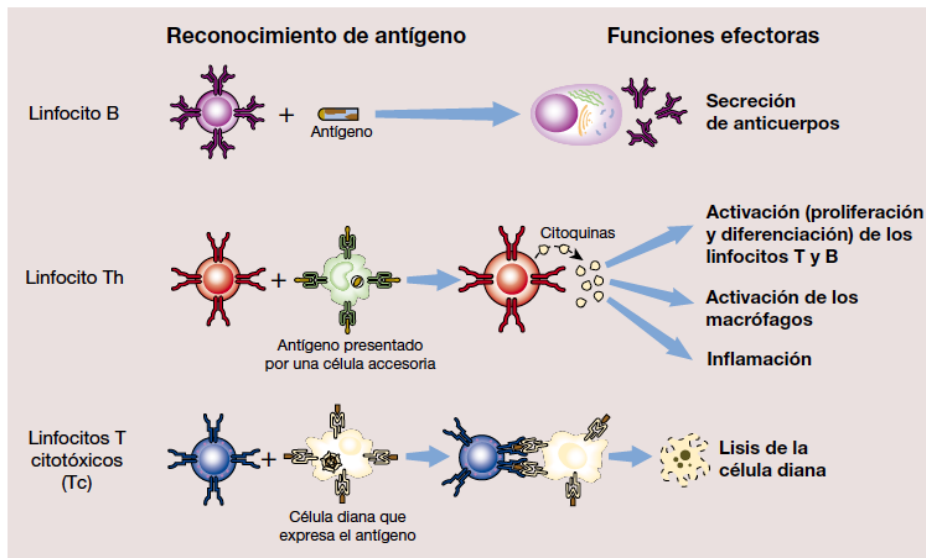 Reconocimiento de antígeno
Funciones efectoras
Linfocito B
+
Antígeno
Secreción
de anticuerpos
Linfocito Th
+
Antígeno presentado
por una célula accesoria
Citoquinas
Activación (proliferación
y diferenciación) de los
linfocitos T y B
Activación de los
macrófagos
Inflamación
Linfocitos T
citotóxicos
(Tc)
+
Célula diana que
expresa el antígeno
Lisis de la
célula diana